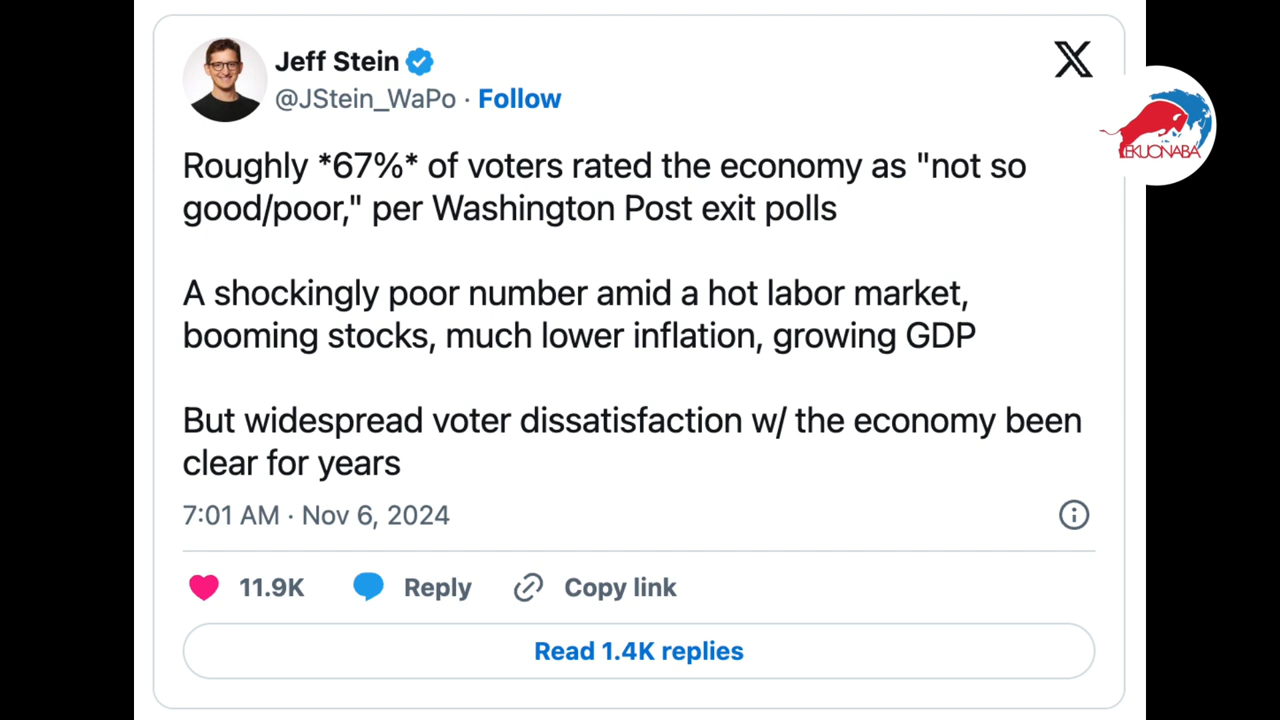 Jeff Stein
@JStein_WaPo · Follow
Roughly *67%* of voters rated the economy as "not so
good/poor," per Washington Post exit polls
A shockingly poor number amid a hot labor market,
booming stocks, much lower inflation, growing GDP
But widespread voter dissatisfaction w/ the economy been
clear for years
7:01 AM · Nov 6, 2024
11.9K Reply Copy link
Read 1.4K replies
EKUONABA